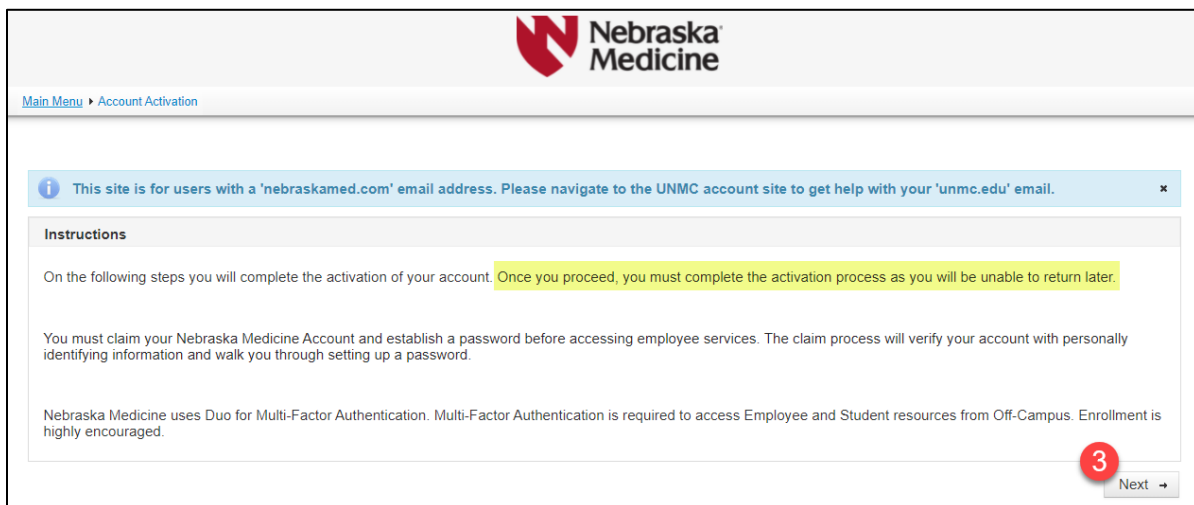 Nebraska
Medicine
Main Menu ▸ Account Activation
This site is for users with a 'nebraskamed.com' email address. Please navigate to the UNMC account site to get help with your 'unmc.edu' email.
Instructions
On the following steps you will complete the activation of your account. Once you proceed, you must complete the activation process as you will be unable to return later.
You must claim your Nebraska Medicine Account and establish a password before accessing employee services. The claim process will verify your account with personally
identifying information and walk you through setting up a password.
Nebraska Medicine uses Duo for Multi-Factor Authentication. Multi-Factor Authentication is required to access Employee and Student resources from Off-Campus. Enrollment is
highly encouraged.
3
Next →